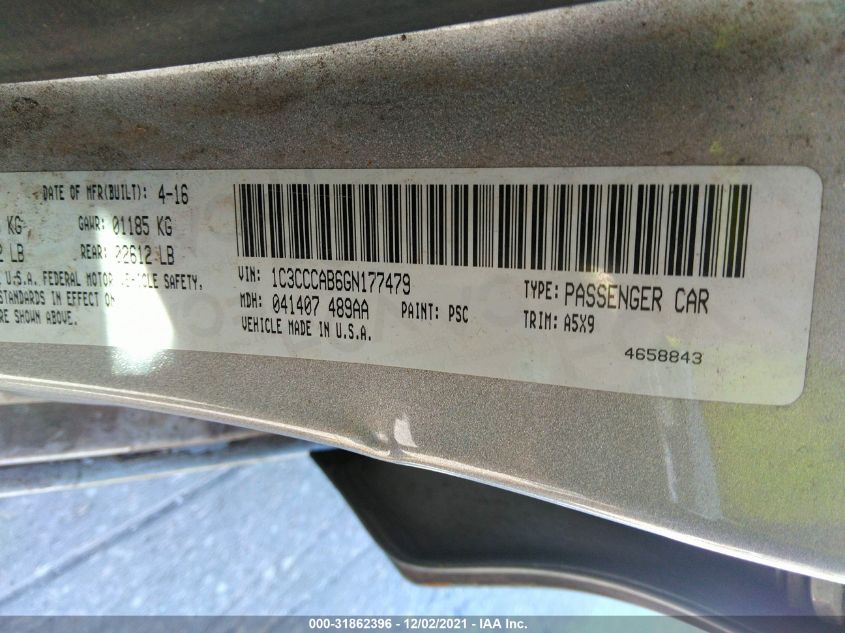 DATE OF MFR(BUILT): 4-16
KG GAWR: 01185 KG
LB REAR: 02612 LB
U.S.A. FEDERAL MOTOR VEHICLE SAFETY,
STANDARDS IN EFFECT ON
RE SHOWN ABOVE.
VIN: 1C3CCCAB6GN177479
TYPE: PASSENGER CAR
MDH: 041407 489AA PAINT: PSC
TRIM: A5X9
VEHICLE MADE IN U.S.A.
4658843
000-31862396 - 12/02/2021 - IAA Inc.